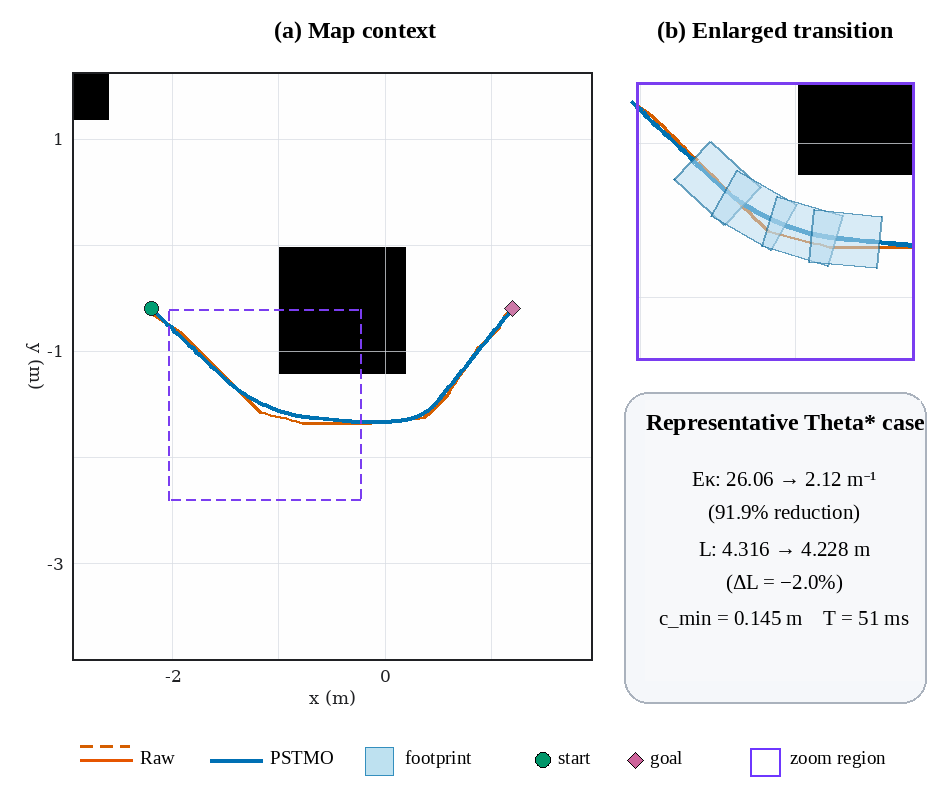 (a) Map context
(b) Enlarged transition
1
-1
-3
y (m)
-2
0
x (m)
Representative Theta* case
Eκ: 26.06 → 2.12 m⁻¹
(91.9% reduction)
L: 4.316 → 4.228 m
(ΔL = −2.0%)
c_min = 0.145 m T = 51 ms
Raw PSTMO footprint start goal zoom region